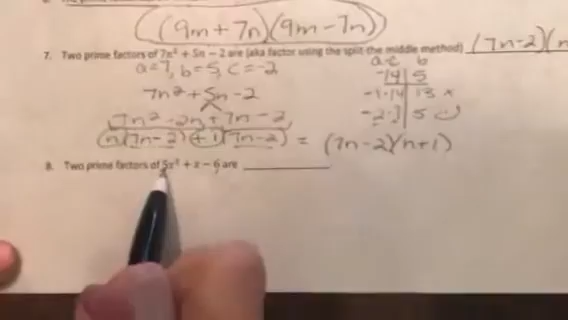 (9m+7n)(9m-7n)
7. Two prime factors of 7n² + 5n − 2 are (aka factor using the split the middle method) (7n-2)(n
a=7, b=5, c=-2
a·c b
-14 5
7n²+5n-2
-1·14 13 x
7n²-2n+7n-2
-2·7 5
n(7n-2)+1(7n-2) = (7n-2)(n+1)
8. Two prime factors of 5x² + x − 6 are